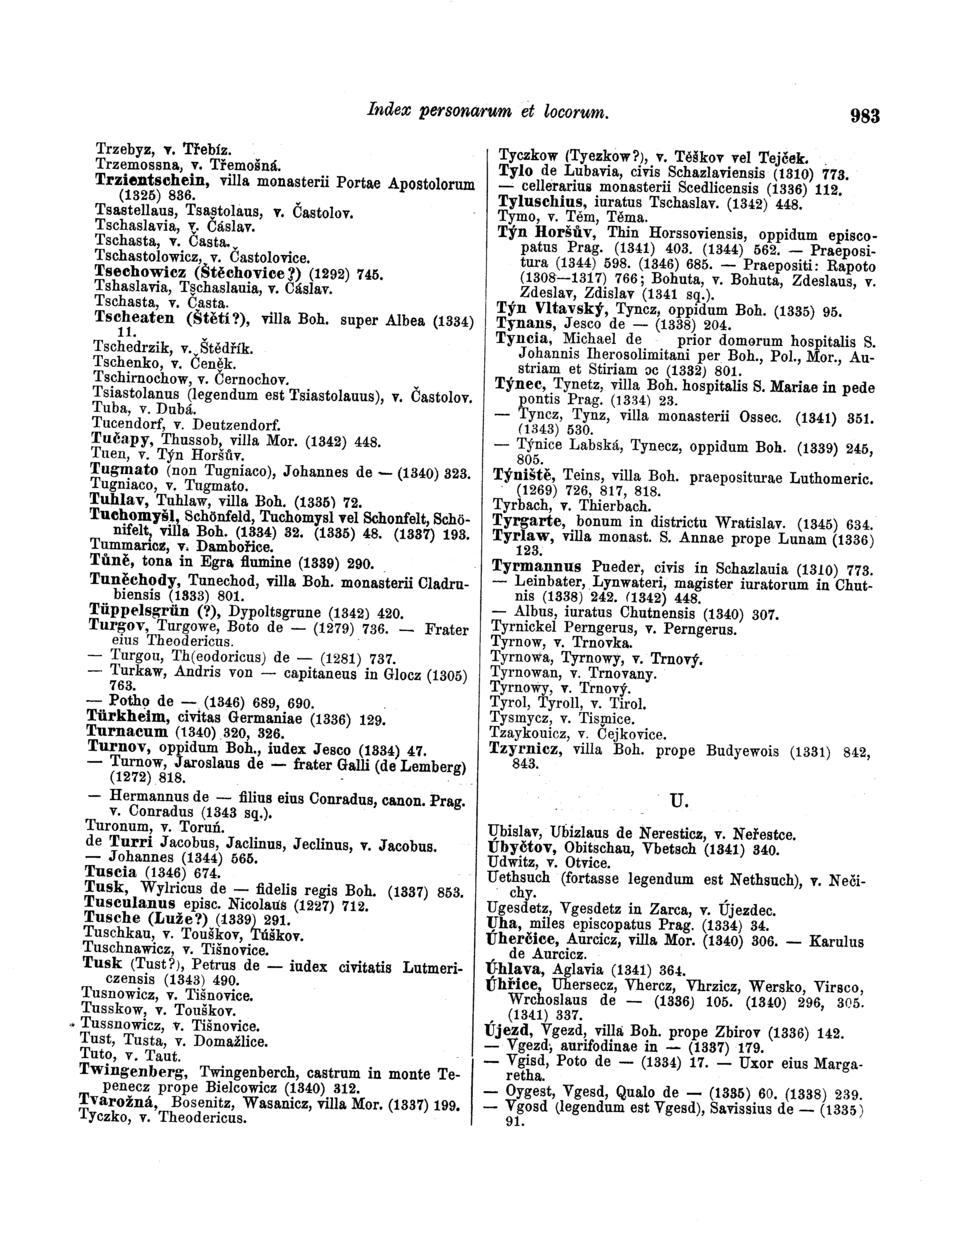 Index personarum et locorum.
983
Trzebyz, v. Třebíz.
Trzemossna, v. Třemošná.
Trzientschein, villa monasterii Portae Apostolorum
(1325) 836.
Tsastellaus, Tsastolaus, v. Častolov.
Tschaslavia, v. Čáslav.
Tschasta, v. Časta.
Tschastolowicz, v. Častolovice.
Tsechowicz (Štěchovice?) (1292) 745.
Tshaslavia, Tschaslauia, v. Čáslav.
Tschasta, v. Časta.
Tscheaten (Štětí?), villa Boh. super Albea (1334)
11.
Tschedrzik, v. Štědřík.
Tschenko, v. Čeněk.
Tschirnochow, v. Černochov.
Tsiastolanus (legendum est Tsiastolauus), v. Častolov.
Tuba, v. Dubá.
Tucendorf, v. Deutzendorf.
Tučapy, Thussob, villa Mor. (1342) 448.
Tuen, v. Týn Horšův.
Tugmato (non Tugniaco), Johannes de — (1340) 323.
Tugniaco, v. Tugmato.
Tuhlav, Tuhlaw, villa Boh. (1335) 72.
Tuchomyšl, Schönfeld, Tuchomysl vel Schonfelt, Schö-
nifelt, villa Boh. (1334) 32. (1335) 48. (1337) 193.
Tummaricz, v. Dambořice.
Tůně, tona in Egra flumine (1339) 290.
Tuněchody, Tunechod, villa Boh. monasterii Cladru-
biensis (1333) 801.
Tüppelsgrün (?), Dypoltsgrune (1342) 420.
Turgov, Turgowe, Boto de — (1279) 736. — Frater
eius Theodericus.
— Turgou, Th(eodoricus) de — (1281) 737.
— Turkaw, Andris von — capitaneus in Glocz (1305)
763.
— Potho de — (1346) 689, 690.
Türkheim, civitas Germaniae (1336) 129.
Turnacum (1340) 320, 326.
Turnov, oppidum Boh., iudex Jesco (1334) 47.
— Turnow, Jaroslaus de — frater Galli (de Lemberg)
(1272) 818.
— Hermannus de — filius eius Conradus, canon. Prag.
v. Conradus (1343 sq.).
Turonum, v. Toruń.
de Turri Jacobus, Jaclinus, Jeclinus, v. Jacobus.
— Johannes (1344) 565.
Tuscia (1346) 674.
Tusk, Wylricus de — fidelis regis Boh. (1337) 853.
Tusculanus episc. Nicolaus (1227) 712.
Tusche (Luže?) (1339) 291.
Tuschkau, v. Touškov, Túškov.
Tuschnawicz, v. Tišnovice.
Tusk (Tust?), Petrus de — iudex civitatis Lutmeri-
czensis (1343) 490.
Tusnowicz, v. Tišnovice.
Tusskow, v. Touškov.
Tussnowicz, v. Tišnovice.
Tust, Tusta, v. Domažlice.
Tuto, v. Taut.
Twingenberg, Twingenberch, castrum in monte Te-
penecz prope Bielcowicz (1340) 312.
Tvarožná, Bosenitz, Wasanicz, villa Mor. (1337) 199.
Tyczko, v. Theodericus.
Tyczkow (Tyezkow?), v. Těškov vel Tejček.
Tylo de Lubavia, civis Schazlaviensis (1310) 773.
— cellerarius monasterii Scedlicensis (1336) 112.
Tyluschius, iuratus Tschaslav. (1342) 448.
Tymo, v. Těm, Těma.
Týn Horšův, Thin Horssoviensis, oppidum episco-
patus Prag. (1341) 403. (1344) 562. — Praeposi-
tura (1344) 598. (1346) 685. — Praepositi: Rapoto
(1308—1317) 766; Bohuta, v. Bohuta, Zdeslaus, v.
Zdeslav, Zdislav (1341 sq.).
Týn Vltavský, Tyncz, oppidum Boh. (1335) 95.
Tynans, Jesco de — (1338) 204.
Tyncia, Michael de prior domorum hospitalis S.
Johannis Iherosolimitani per Boh., Pol., Mor., Au-
striam et Stiriam ɔc (1332) 801.
Týnec, Tynetz, villa Boh. hospitalis S. Mariae in pede
pontis Prag. (1334) 23.
— Tyncz, Tynz, villa monasterii Ossec. (1341) 351.
(1343) 530.
— Týnice Labská, Tynecz, oppidum Boh. (1339) 245,
805.
Týniště, Teins, villa Boh. praepositurae Luthomeric.
(1269) 726, 817, 818.
Tyrbach, v. Thierbach.
Tyrgarte, bonum in districtu Wratislav. (1345) 634.
Tyrlaw, villa monast. S. Annae prope Lunam (1336)
123.
Tyrmannus Pueder, civis in Schazlauia (1310) 773.
— Leinbater, Lynwateri, magister iuratorum in Chut-
nis (1338) 242. (1342) 448.
— Albus, iuratus Chutnensis (1340) 307.
Tyrnickel Perngerus, v. Perngerus.
Tyrnow, v. Trnovka.
Tyrnowa, Tyrnowy, v. Trnový.
Tyrnowan, v. Trnovany.
Tyrnowy, v. Trnový.
Tyrol, Tyroll, v. Tirol.
Tysmycz, v. Tismice.
Tzaykouicz, v. Čejkovice.
Tzyrnicz, villa Boh. prope Budyewois (1331) 842,
843.
U.
Ubislav, Ubizlaus de Neresticz, v. Neřestce.
Úbyčtov, Obitschau, Vbetsch (1341) 340.
Udwitz, v. Otvice.
Uethsuch (fortasse legendum est Nethsuch), v. Neči-
chy.
Ugesdetz, Vgesdetz in Zarca, v. Újezdec.
Uha, miles episcopatus Prag. (1334) 34.
Úherčice, Aurcicz, villa Mor. (1340) 306. — Karulus
de Aurcicz.
Úhlava, Aglavia (1341) 364.
Úhřice, Uhersecz, Vhercz, Vhrzicz, Wersko, Virsco,
Wrchoslaus de — (1336) 105. (1340) 296, 305.
(1341) 337.
Újezd, Vgezd, villa Boh. prope Zbirov (1336) 142.
— Vgezd, aurifodinae in — (1337) 179.
— Vgisd, Poto de — (1334) 17. — Uxor eius Marga-
retha.
— Oygest, Vgesd, Qualo de — (1335) 60. (1338) 239.
— Vgosd (legendum est Vgesd), Savissius de — (1335)
91.